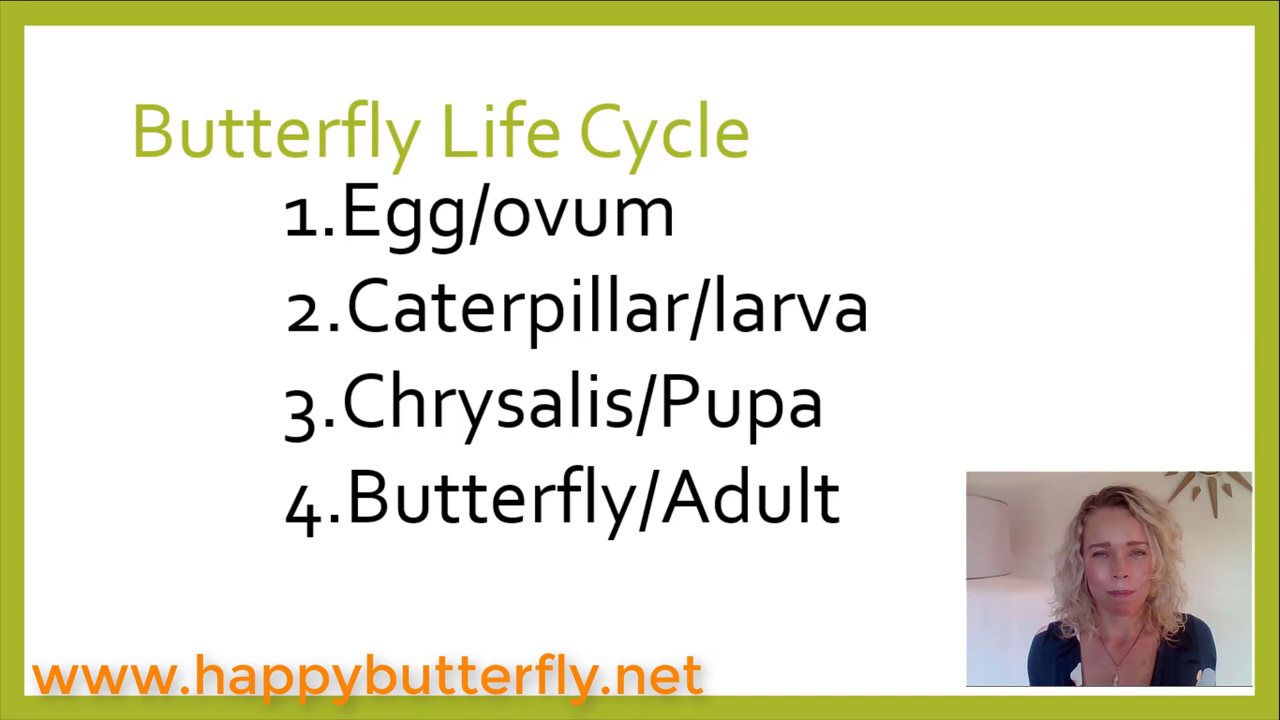 Butterfly Life Cycle
1.Egg/ovum
2.Caterpillar/larva
3.Chrysalis/Pupa
4.Butterfly/Adult
www.happybutterfly.net